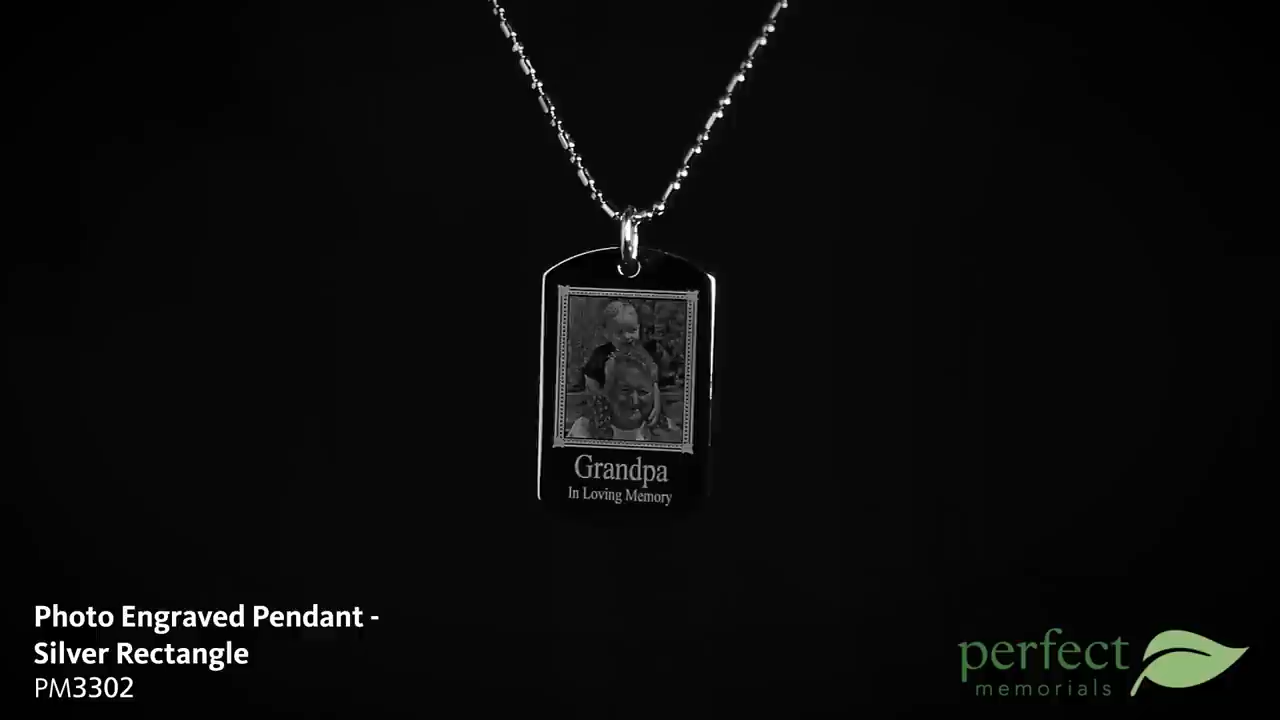 Grandpa
In Loving Memory
Photo Engraved Pendant -
Silver Rectangle
PM3302
perfect
memorials